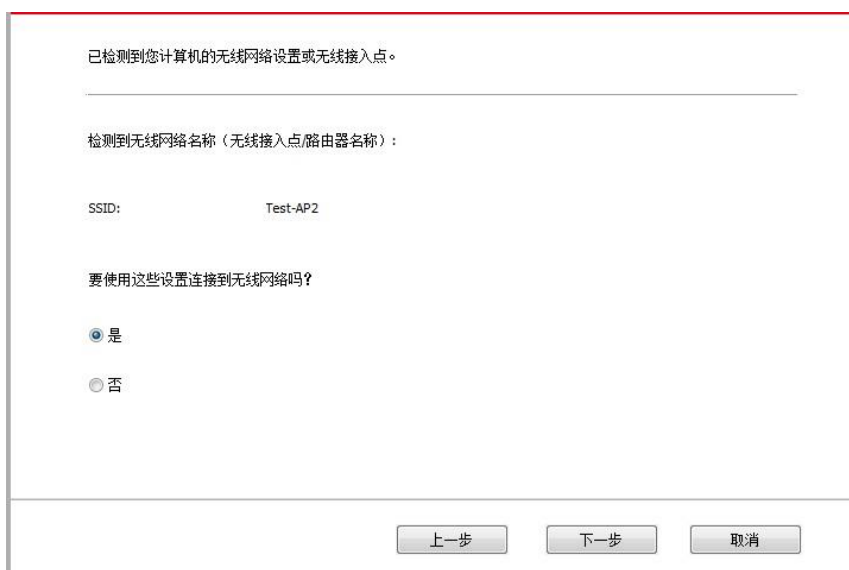 已检测到您计算机的无线网络设置或无线接入点。
检测到无线网络名称（无线接入点/路由器名称）:
SSID: Test-AP2
要使用这些设置连接到无线网络吗?
是
否
上一步 下一步 取消